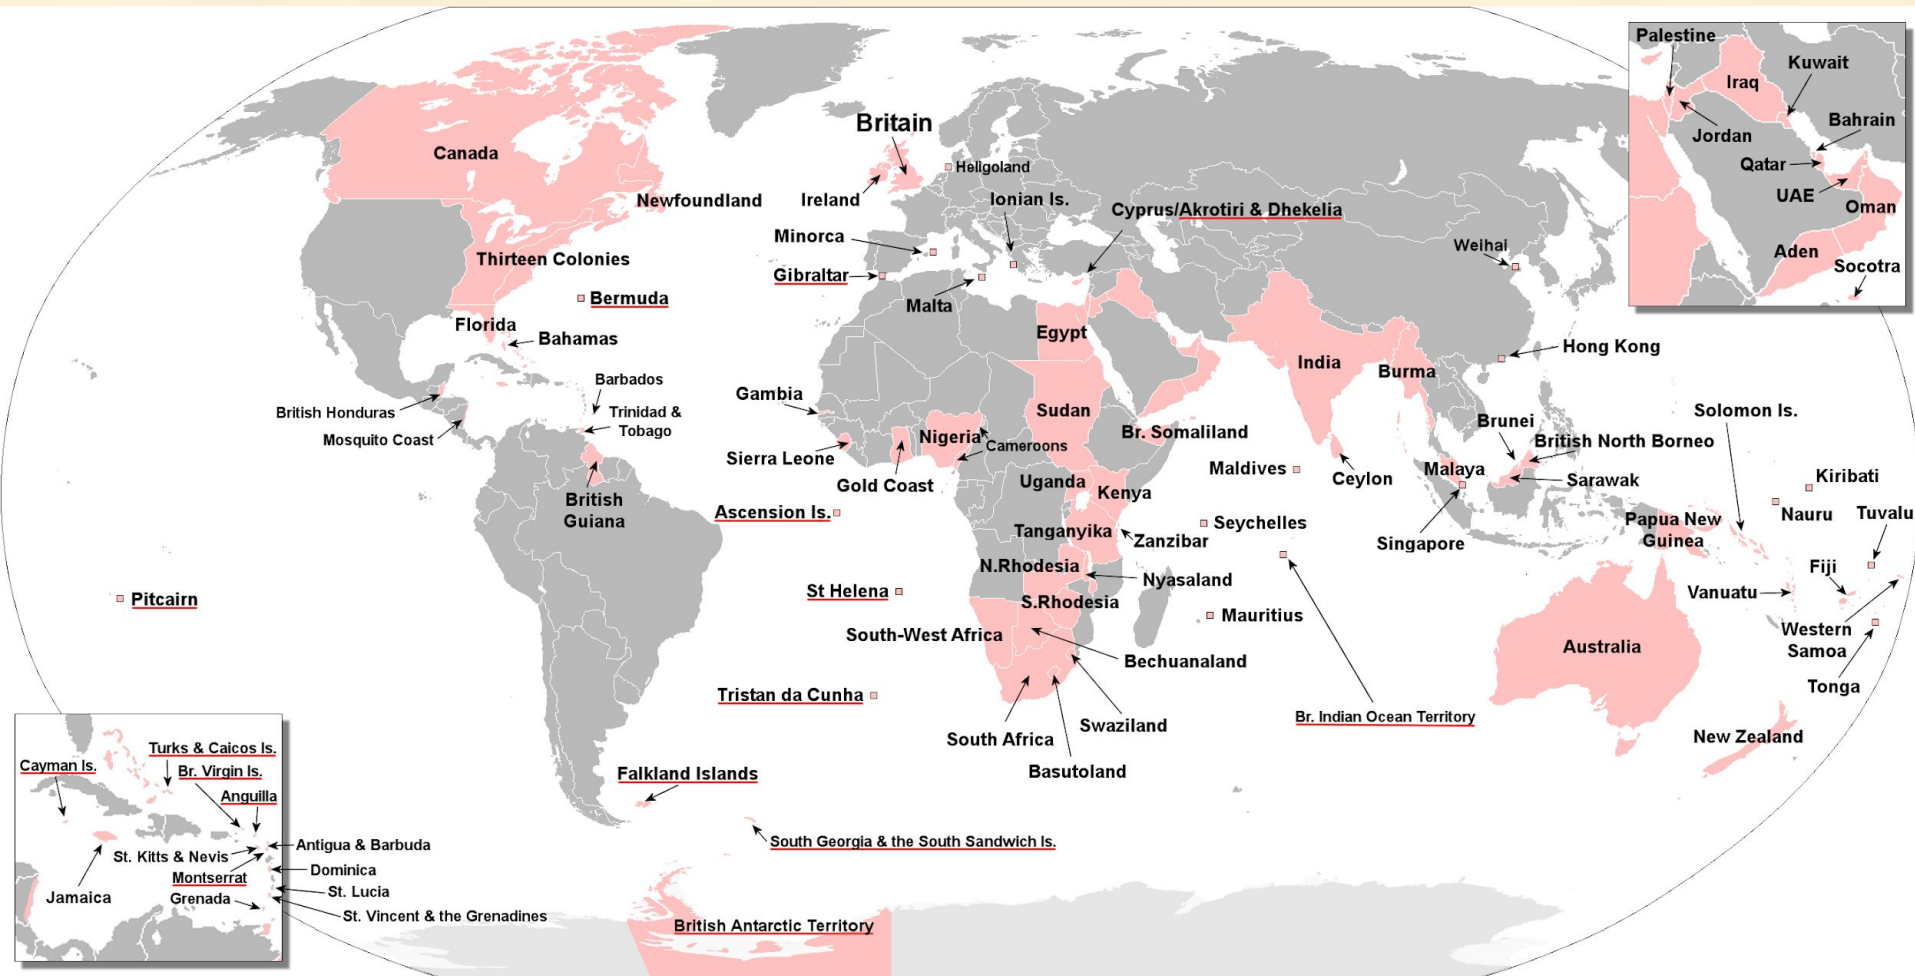 Palestine
Kuwait
Iraq
Bahrain
Jordan
Qatar
UAE
Oman
Aden
Socotra
Britain
Canada
Heligoland
Newfoundland
Ireland
Ionian Is.
Cyprus/Akrotiri & Dhekelia
Minorca
Weihai
Thirteen Colonies
Gibraltar
Bermuda
Malta
Florida
Egypt
Bahamas
Hong Kong
India
Burma
Barbados
Gambia
British Honduras
Trinidad &
Tobago
Sudan
Solomon Is.
Mosquito Coast
Nigeria
Cameroons
Br. Somaliland
Brunei
British North Borneo
Sierra Leone
Maldives
Malaya
Gold Coast
Uganda
Kenya
Ceylon
Sarawak
Kiribati
British
Guiana
Ascension Is.
Seychelles
Nauru
Tuvalu
Papua New
Guinea
Tanganyika
Zanzibar
Singapore
N.Rhodesia
Nyasaland
Fiji
Pitcairn
St Helena
S.Rhodesia
Vanuatu
Mauritius
South-West Africa
Western
Samoa
Australia
Bechuanaland
Tonga
Tristan da Cunha
Br. Indian Ocean Territory
Swaziland
South Africa
New Zealand
Basutoland
Falkland Islands
South Georgia & the South Sandwich Is.
British Antarctic Territory
Turks & Caicos Is.
Cayman Is.
Br. Virgin Is.
Anguilla
Antigua & Barbuda
St. Kitts & Nevis
Dominica
Montserrat
St. Lucia
Jamaica
Grenada
St. Vincent & the Grenadines